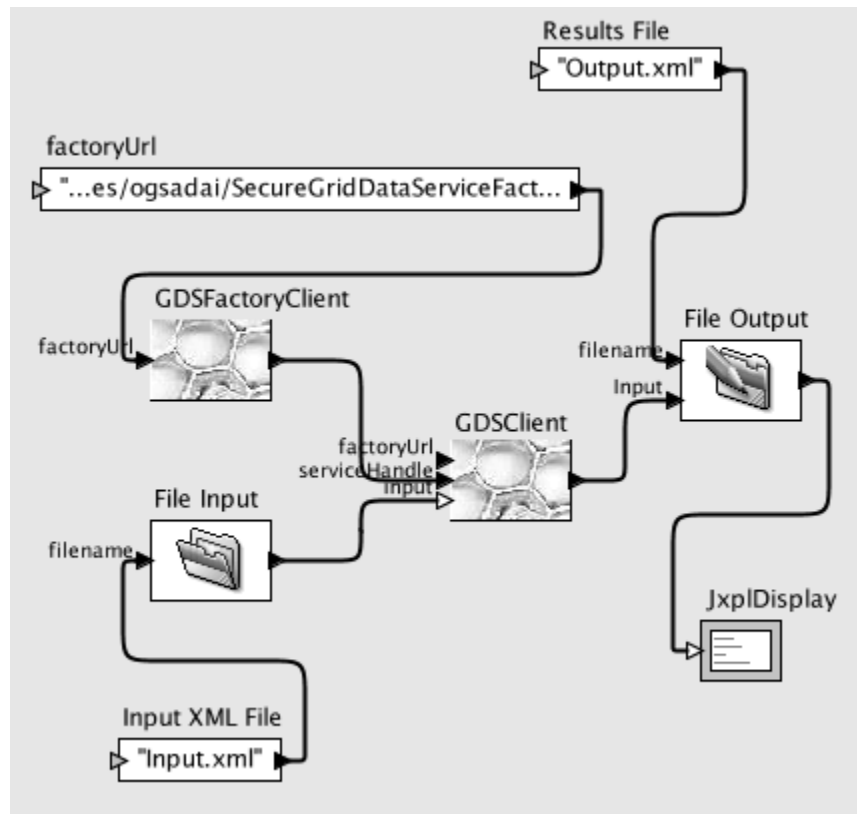 Results File
"Output.xml"
factoryUrl
"...es/ogsadai/SecureGridDataServiceFact...
GDSFactoryClient
factoryUrl
File Output
filename
Input
GDSClient
factoryUrl
serviceHandle
Input
File Input
filename
JxplDisplay
Input XML File
"Input.xml"